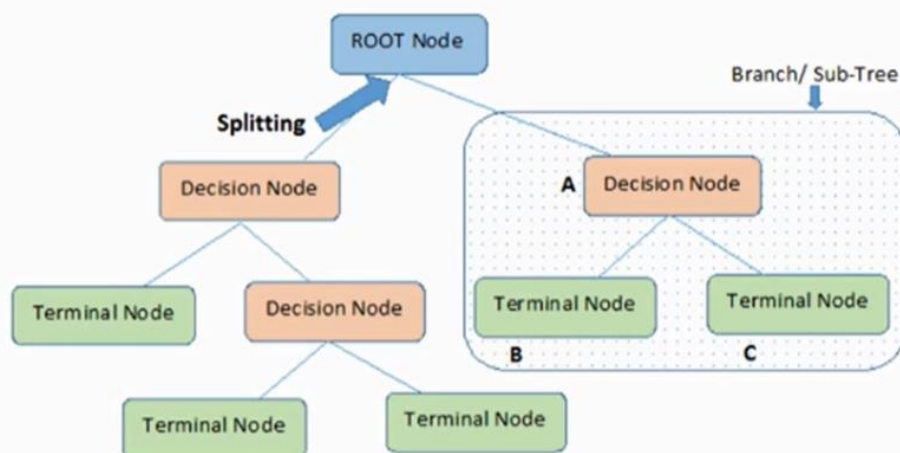 ROOT Node
Branch/ Sub-Tree
Splitting
Decision Node
A
Decision Node
Terminal Node
Decision Node
Terminal Node
Terminal Node
B
C
Terminal Node
Terminal Node